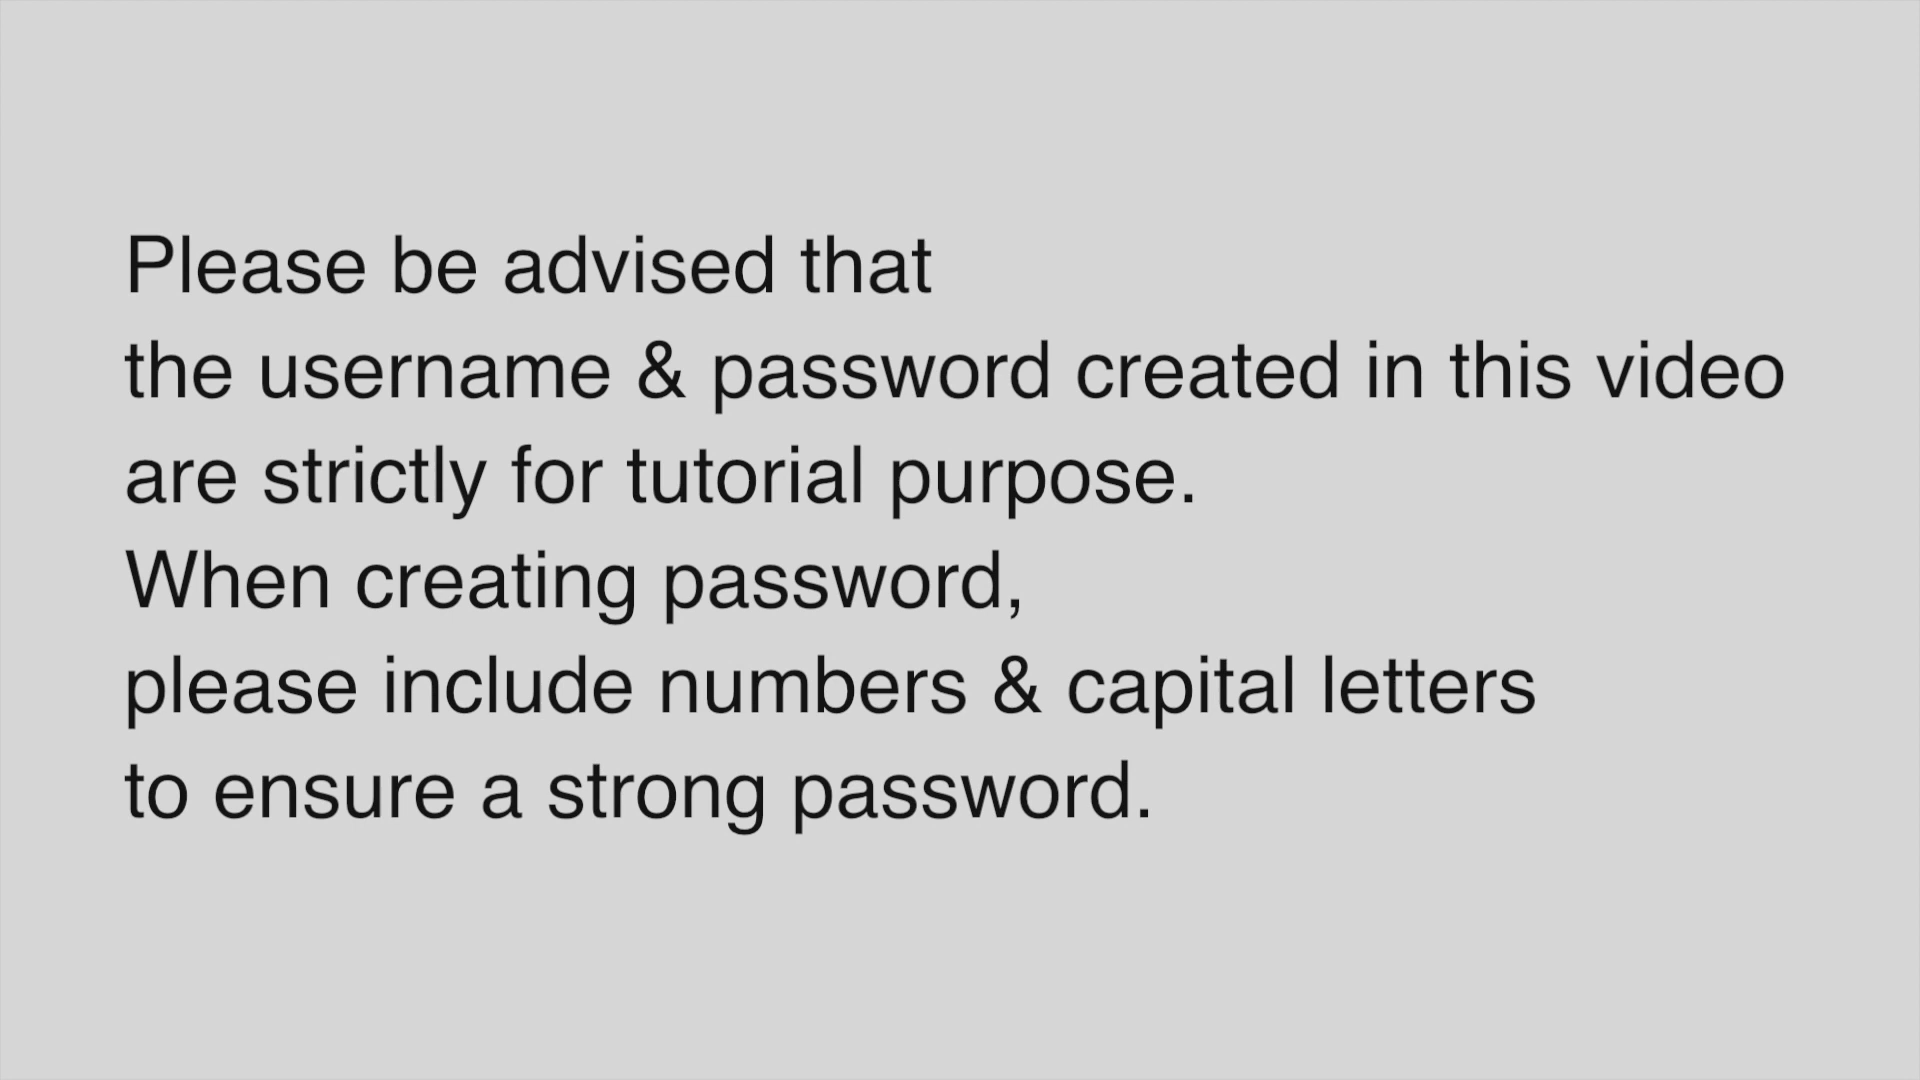 Please be advised that
the username & password created in this video
are strictly for tutorial purpose.
When creating password,
please include numbers & capital letters
to ensure a strong password.